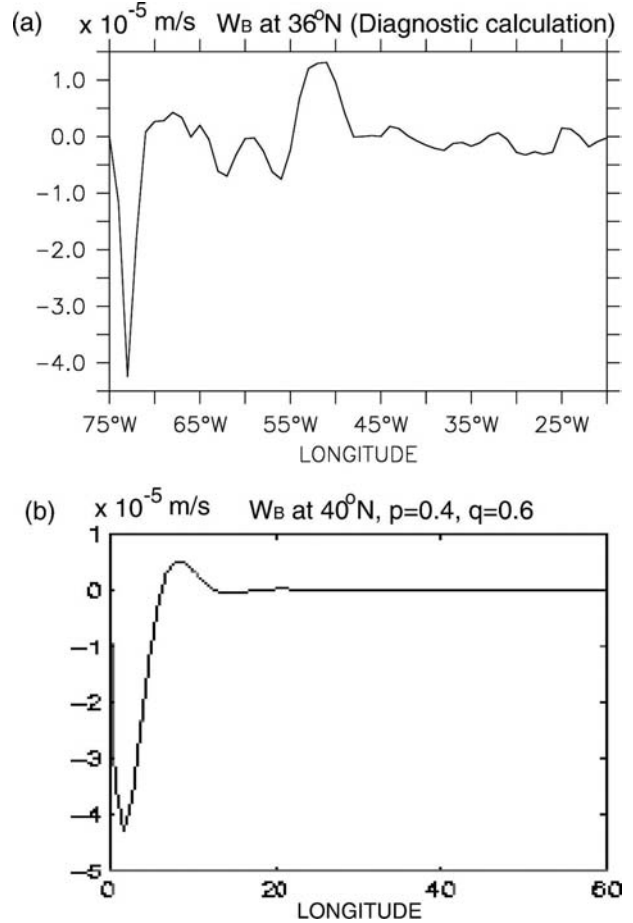 (a) x 10⁻⁵ m/s W_B at 36°N (Diagnostic calculation)
1.0
0.0
-1.0
-2.0
-3.0
-4.0
75°W 65°W 55°W 45°W 35°W 25°W
LONGITUDE
(b) x 10⁻⁵ m/s W_B at 40°N, p=0.4, q=0.6
1
0
-1
-2
-3
-4
-5
0 20 40 60
LONGITUDE